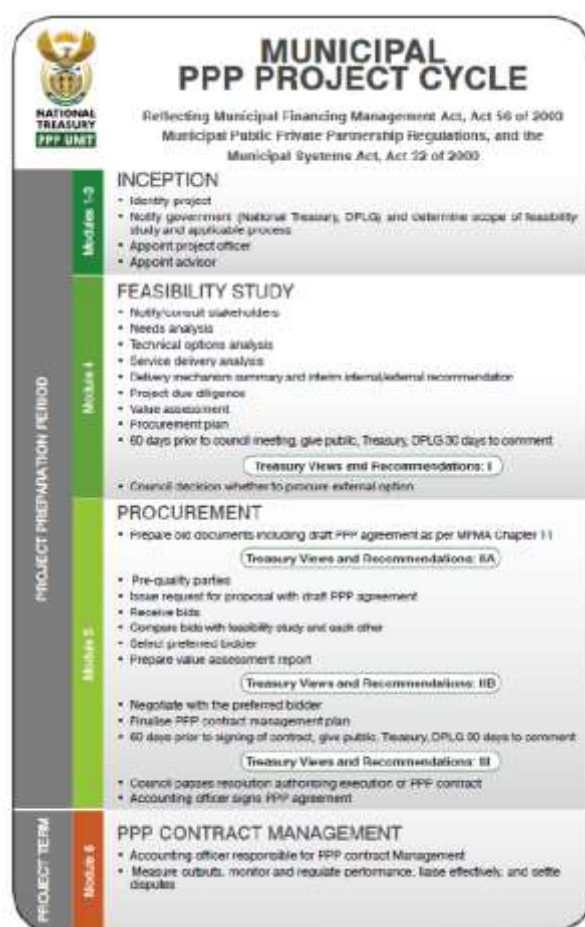 MUNICIPAL
PPP PROJECT CYCLE
NATIONAL
TREASURY
PPP UNIT
Reflecting Municipal Financing Management Act, Act 56 of 2003
Municipal Public Private Partnership Regulations, and the
Municipal Systems Act, Act 32 of 2000
PROJECT PREPARATION PERIOD
Modules 1-3
INCEPTION
• Identify project
• Notify government (National Treasury, DPLG) and determine scope of feasibility
study and applicable process
• Appoint project officer
• Appoint advisor
Module 4
FEASIBILITY STUDY
• Notify/consult stakeholders
• Needs analysis
• Technical options analysis
• Service delivery analysis
• Delivery mechanism summary and interim internal/external recommendation
• Project due diligence
• Value assessment
• Procurement plan
• 60 days prior to council meeting, give public, Treasury, DPLG 30 days to comment
Treasury Views and Recommendations: I
• Council decision whether to procure external option
Module 5
PROCUREMENT
• Prepare bid documents including draft PPP agreement as per MFMA Chapter 11
Treasury Views and Recommendations: IIA
• Pre-quality parties
• Issue request for proposal with draft PPP agreement
• Receive bids
• Compare bids with feasibility study and each other
• Select preferred bidder
• Prepare value assessment report
Treasury Views and Recommendations: IIB
• Negotiate with the preferred bidder
• Finalise PPP contract management plan
• 60 days prior to signing of contract, give public, Treasury, DPLG days to comment
Treasury Views and Recommendations: III
• Council passes resolution authorising execution of PPP contract
• Accounting officer signs PPP agreement
PROJECT TERM
Module 6
PPP CONTRACT MANAGEMENT
• Accounting officer responsible for PPP contract Management
• Measure outputs, monitor and regulate performance, liaise effectively, and settle
disputes